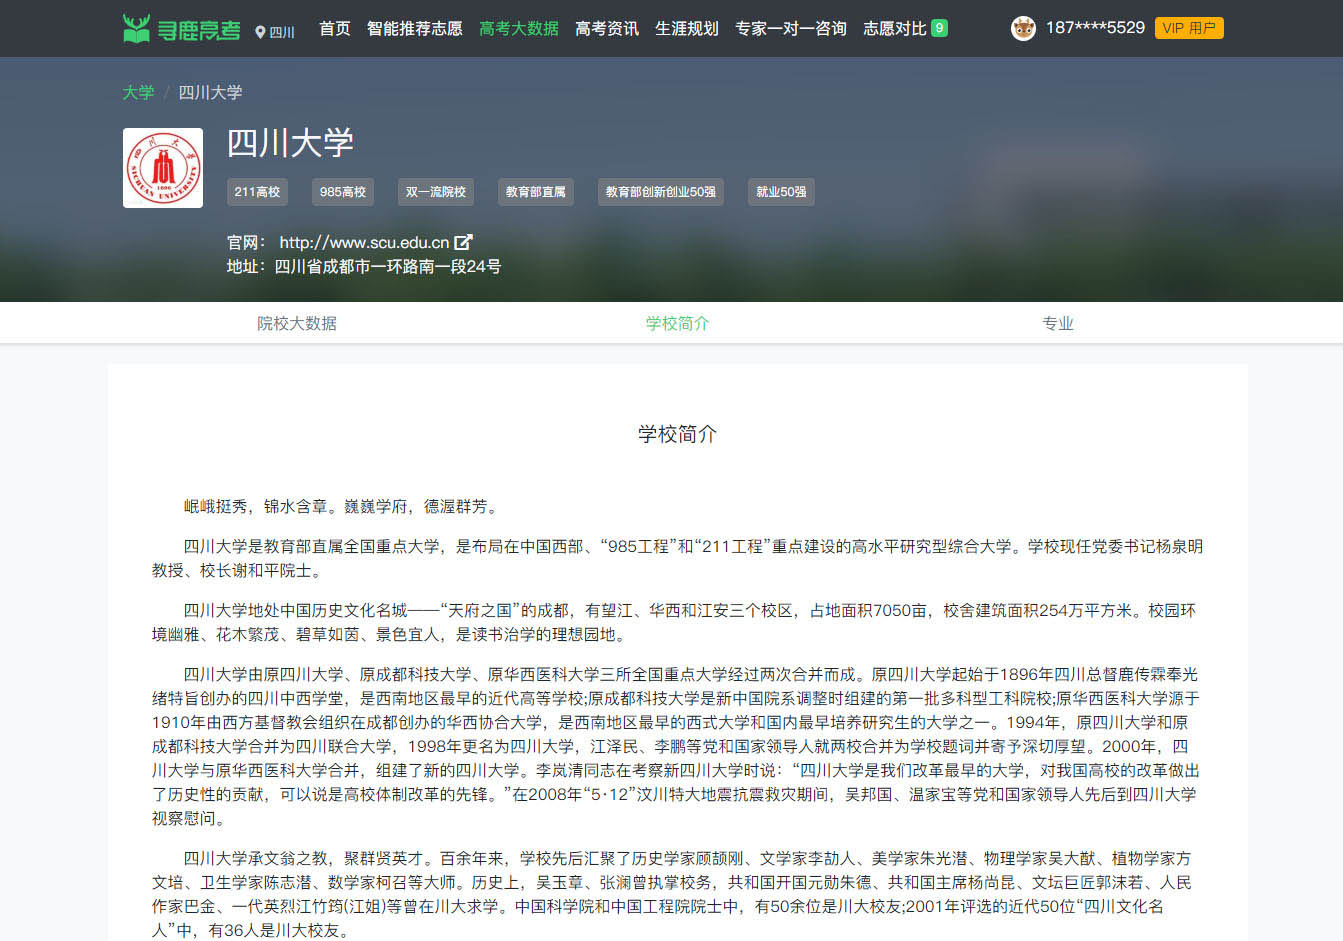 寻鹿高考 四川 首页 智能推荐志愿 高考大数据 高考资讯 生涯规划 专家一对一咨询 志愿对比 9 187****5529 VIP 用户
大学 / 四川大学
四川大学
四川大学
SICHUAN UNIVERSITY
1896
211高校 985高校 双一流院校 教育部直属 教育部创新创业50强 就业50强
官网： http://www.scu.edu.cn
地址：四川省成都市一环路南一段24号
院校大数据 学校简介 专业
学校简介
岷峨挺秀，锦水含章。巍巍学府，德渥群芳。
四川大学是教育部直属全国重点大学，是布局在中国西部、“985工程”和“211工程”重点建设的高水平研究型综合大学。学校现任党委书记杨泉明
教授、校长谢和平院士。
四川大学地处中国历史文化名城——“天府之国”的成都，有望江、华西和江安三个校区，占地面积7050亩，校舍建筑面积254万平方米。校园环
境幽雅、花木繁茂、碧草如茵、景色宜人，是读书治学的理想园地。
四川大学由原四川大学、原成都科技大学、原华西医科大学三所全国重点大学经过两次合并而成。原四川大学起始于1896年四川总督鹿传霖奉光
绪特旨创办的四川中西学堂，是西南地区最早的近代高等学校;原成都科技大学是新中国院系调整时组建的第一批多科型工科院校;原华西医科大学源于
1910年由西方基督教会组织在成都创办的华西协合大学，是西南地区最早的西式大学和国内最早培养研究生的大学之一。1994年，原四川大学和原
成都科技大学合并为四川联合大学，1998年更名为四川大学，江泽民、李鹏等党和国家领导人就两校合并为学校题词并寄予深切厚望。2000年，四
川大学与原华西医科大学合并，组建了新的四川大学。李岚清同志在考察新四川大学时说：“四川大学是我们改革最早的大学，对我国高校的改革做出
了历史性的贡献，可以说是高校体制改革的先锋。”在2008年“5·12”汶川特大地震抗震救灾期间，吴邦国、温家宝等党和国家领导人先后到四川大学
视察慰问。
四川大学承文翁之教，聚群贤英才。百余年来，学校先后汇聚了历史学家顾颉刚、文学家李劼人、美学家朱光潜、物理学家吴大猷、植物学家方
文培、卫生学家陈志潜、数学家柯召等大师。历史上，吴玉章、张澜曾执掌校务，共和国开国元勋朱德、共和国主席杨尚昆、文坛巨匠郭沫若、人民
作家巴金、一代英烈江竹筠(江姐)等曾在川大求学。中国科学院和中国工程院院士中，有50余位是川大校友;2001年评选的近代50位“四川文化名
人”中，有36人是川大校友。